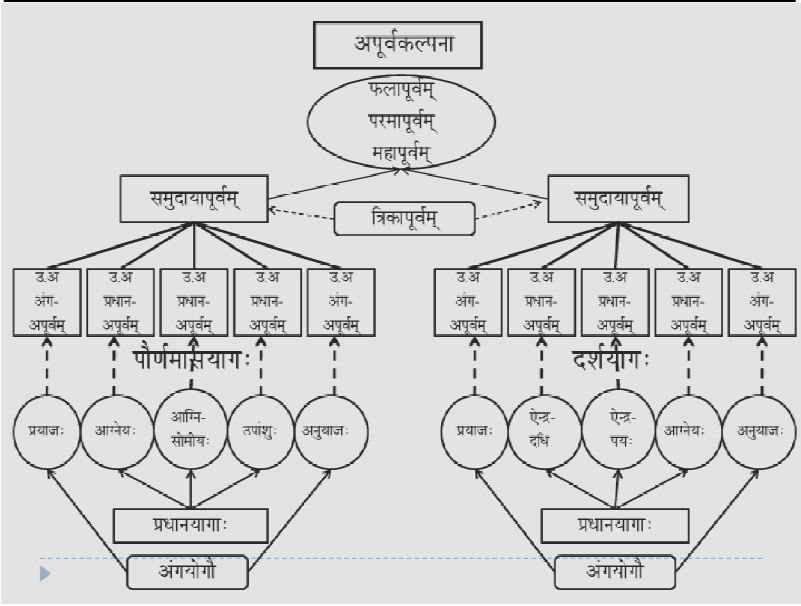 अपूर्वकल्पना
फलापूर्वम्
परमापूर्वम्
महापूर्वम्
समुदायापूर्वम्
त्रिकापूर्वम्
समुदायापूर्वम्
उ.अ
अंग-
अपूर्वम्
उ.अ
प्रधान-
अपूर्वम्
उ.अ
प्रधान-
अपूर्वम्
उ.अ
प्रधान-
अपूर्वम्
उ.अ
अंग-
अपूर्वम्
उ.अ
अंग-
अपूर्वम्
उ.अ
प्रधान-
अपूर्वम्
उ.अ
प्रधान-
अपूर्वम्
उ.अ
प्रधान-
अपूर्वम्
उ.अ
अंग-
अपूर्वम्
पौर्णमासयागः
दर्शयागः
प्रयाजः
आग्नेयः
आग्नि-
सोमीयः
उपांशुः
अनुयाजः
प्रयाजः
ऐन्द्र-
दधि
ऐन्द्र-
पयः
आग्नेयः
अनुयाजः
प्रधानयागाः
प्रधानयागाः
अंगयोगौ
अंगयोगौ